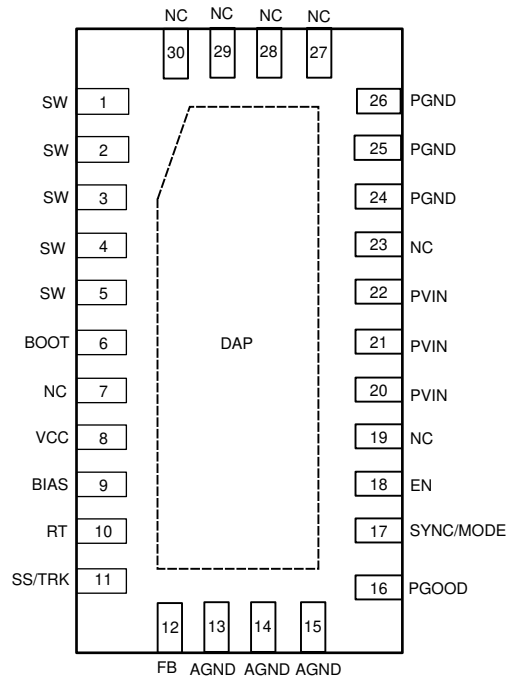 NC NC NC NC
30 29 28 27
SW 1 26 PGND
SW 2 25 PGND
SW 3 24 PGND
SW 4 23 NC
SW 5 22 PVIN
BOOT 6 DAP 21 PVIN
NC 7 20 PVIN
VCC 8 19 NC
BIAS 9 18 EN
RT 10 17 SYNC/MODE
SS/TRK 11 16 PGOOD
12 13 14 15
FB AGND AGND AGND